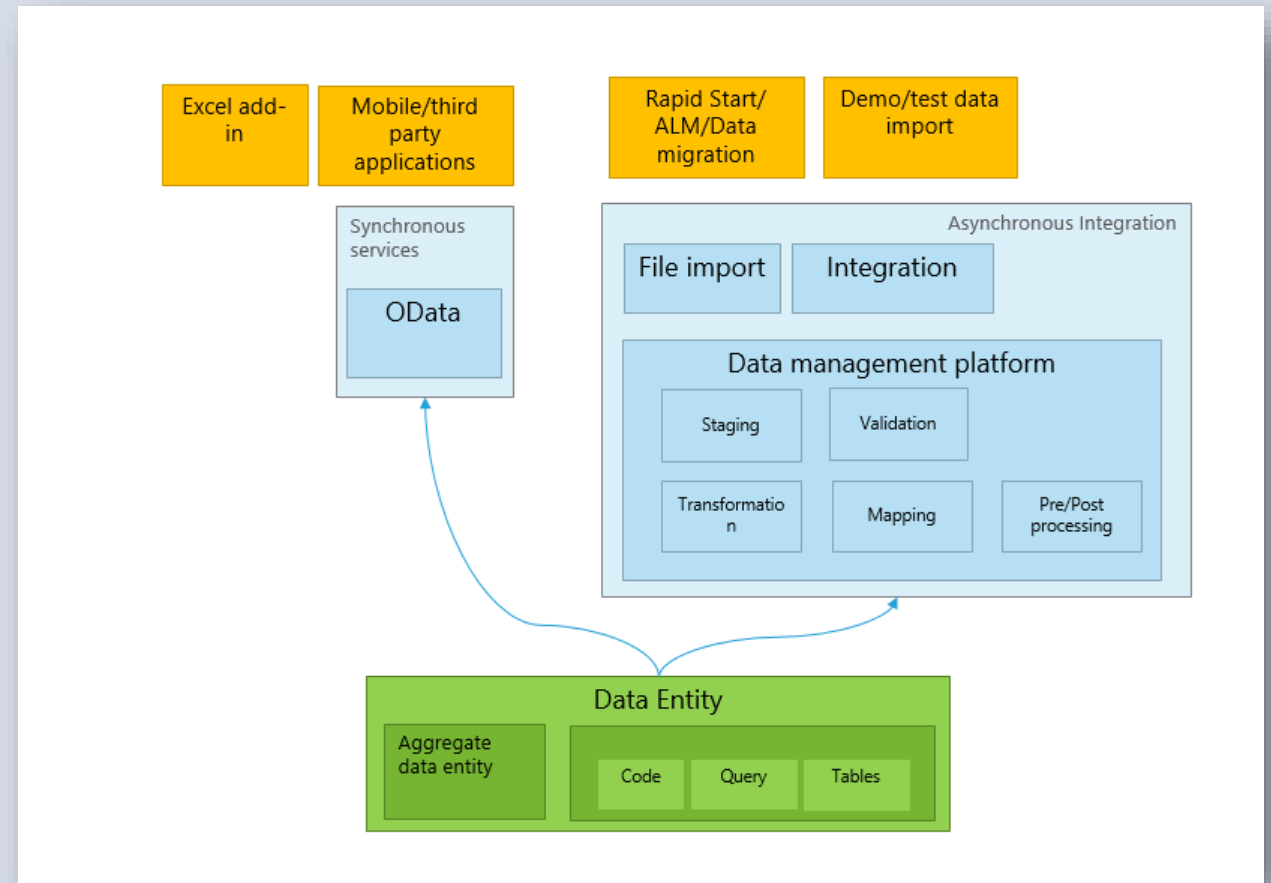 Excel add-
in
Mobile/third
party
applications
Rapid Start/
ALM/Data
migration
Demo/test data
import
Synchronous
services
OData
Asynchronous Integration
File import
Integration
Data management platform
Staging
Validation
Transformatio
n
Mapping
Pre/Post
processing
Data Entity
Aggregate
data entity
Code
Query
Tables